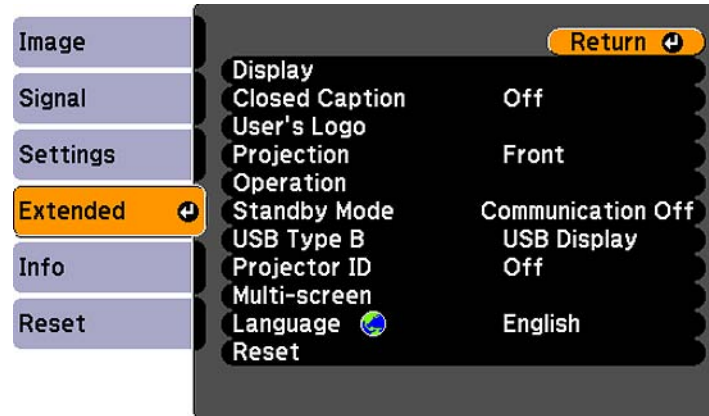 Image
Signal
Settings
Extended
Info
Reset
Return
Display
Closed Caption Off
User's Logo
Projection Front
Operation
Standby Mode Communication Off
USB Type B USB Display
Projector ID Off
Multi-screen
Language English
Reset